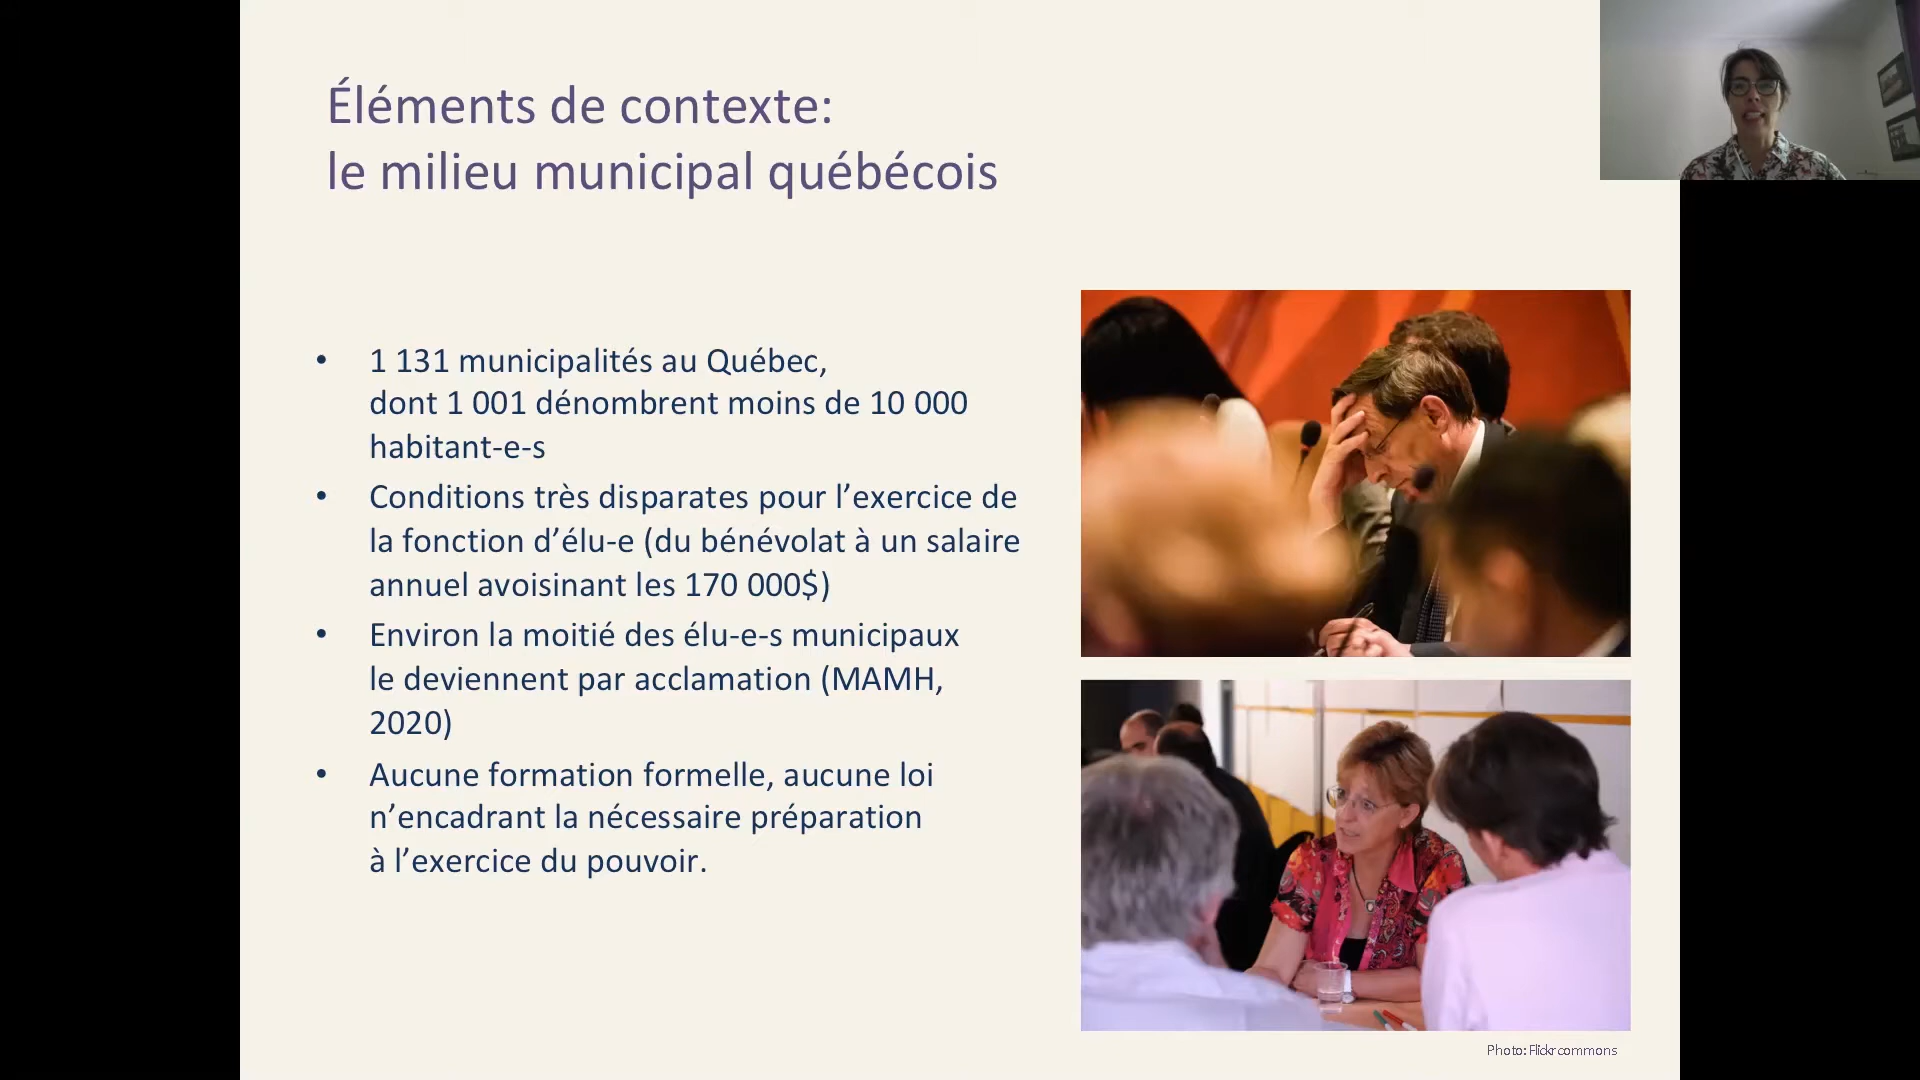 Éléments de contexte:
le milieu municipal québécois
• 1 131 municipalités au Québec,
dont 1 001 dénombrent moins de 10 000
habitant-e-s
• Conditions très disparates pour l’exercice de
la fonction d’élu-e (du bénévolat à un salaire
annuel avoisinant les 170 000$)
• Environ la moitié des élu-e-s municipaux
le deviennent par acclamation (MAMH,
2020)
• Aucune formation formelle, aucune loi
n’encadrant la nécessaire préparation
à l’exercice du pouvoir.
Photo: Flickr commons